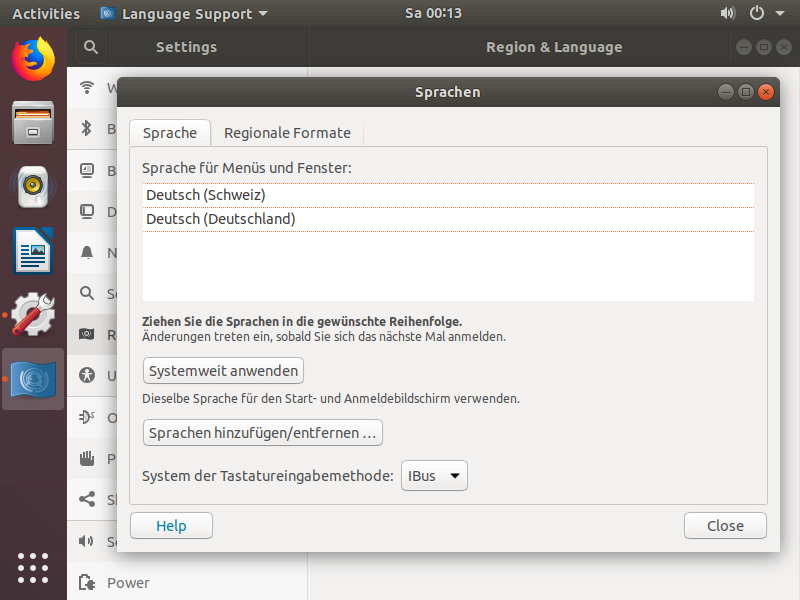 Activities
Language Support
Sa 00:13
Settings
Region & Language
Sprachen
Sprache
Regionale Formate
Sprache für Menüs und Fenster:
Deutsch (Schweiz)
Deutsch (Deutschland)
Ziehen Sie die Sprachen in die gewünschte Reihenfolge.
Änderungen treten ein, sobald Sie sich das nächste Mal anmelden.
Systemweit anwenden
Dieselbe Sprache für den Start- und Anmeldebildschirm verwenden.
Sprachen hinzufügen/entfernen …
System der Tastatureingabemethode: IBus
Help
Close
Power